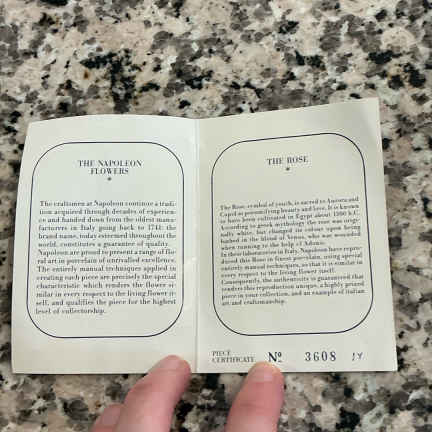 THE NAPOLEON
FLOWERS
*
The craftsmen at Napoleon continue a tradi-
tion acquired through decades of experien-
ce and handed down from the oldest manu-
facturers in Italy going back to 1741: the
brand name, today esteemed throughout the
world, constitutes a guarantee of quality.
Napoleon are proud to present a range of flo-
ral art in porcelain of unrivalled excellence.
The entirely manual techniques applied in
creating each piece are precisely the special
characteristic which renders the flower si-
milar in every respect to the living flower it-
self, and qualifies the piece for the highest
level of collectorship.
THE ROSE
*
The Rose, symbol of youth, is sacred to Aurora and
Cupid as personifying beauty and love. It is known
to have been cultivated in Egypt about 1500 b.C.
According to greek mythology the rose was origi-
nally white, but changed its colour upon being
bathed in the blood of Venus, who was wounded
when running to the help of Adonis.
In their laboratories in Italy, Napoleon have repro-
duced this Rose in finest porcelain, using special
entirely manual techniques, so that it is similar in
every respect to the living flower itself.
Consequently, the authenticity is guaranteed that
renders this reproduction unique, a highly prized
piece in your collection, and an example of italian
art and craftsmanship.
PIECE
CERTIFICATE Nº 3608